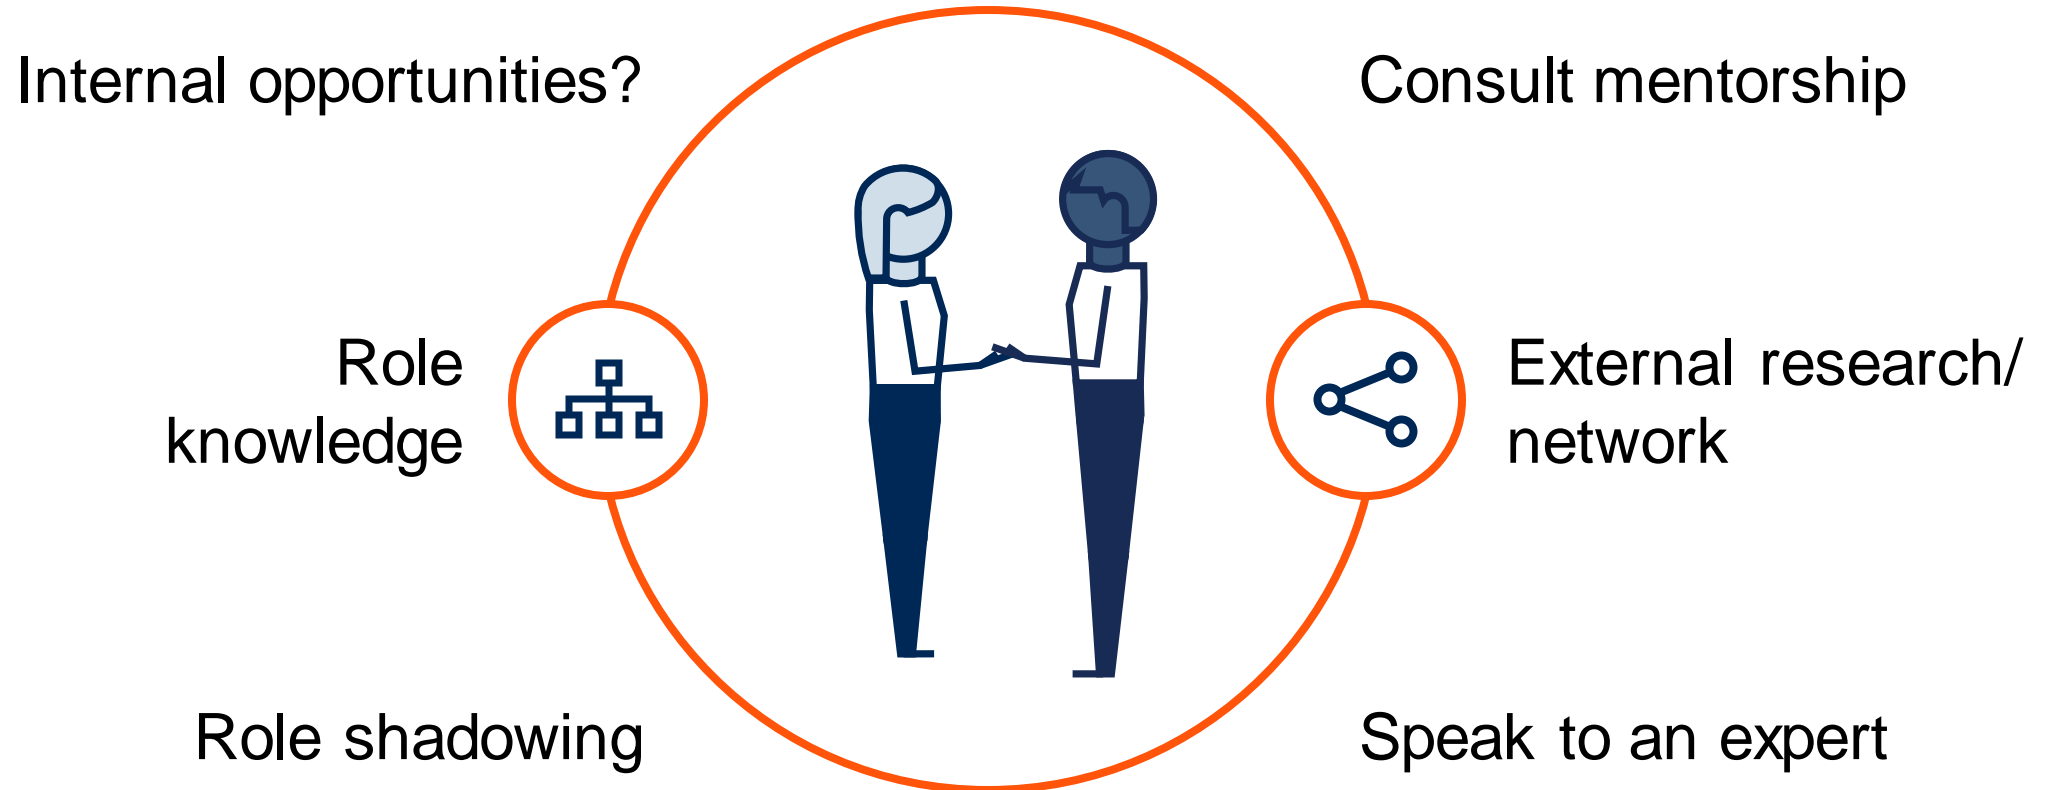 Internal opportunities?
Role
knowledge
Role shadowing
Consult mentorship
External research/
network
Speak to an expert